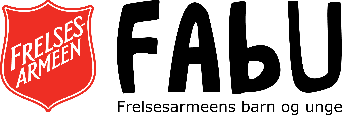 FRELSES
ARMEEN
FAbU
Frelsesarmeens barn og unge